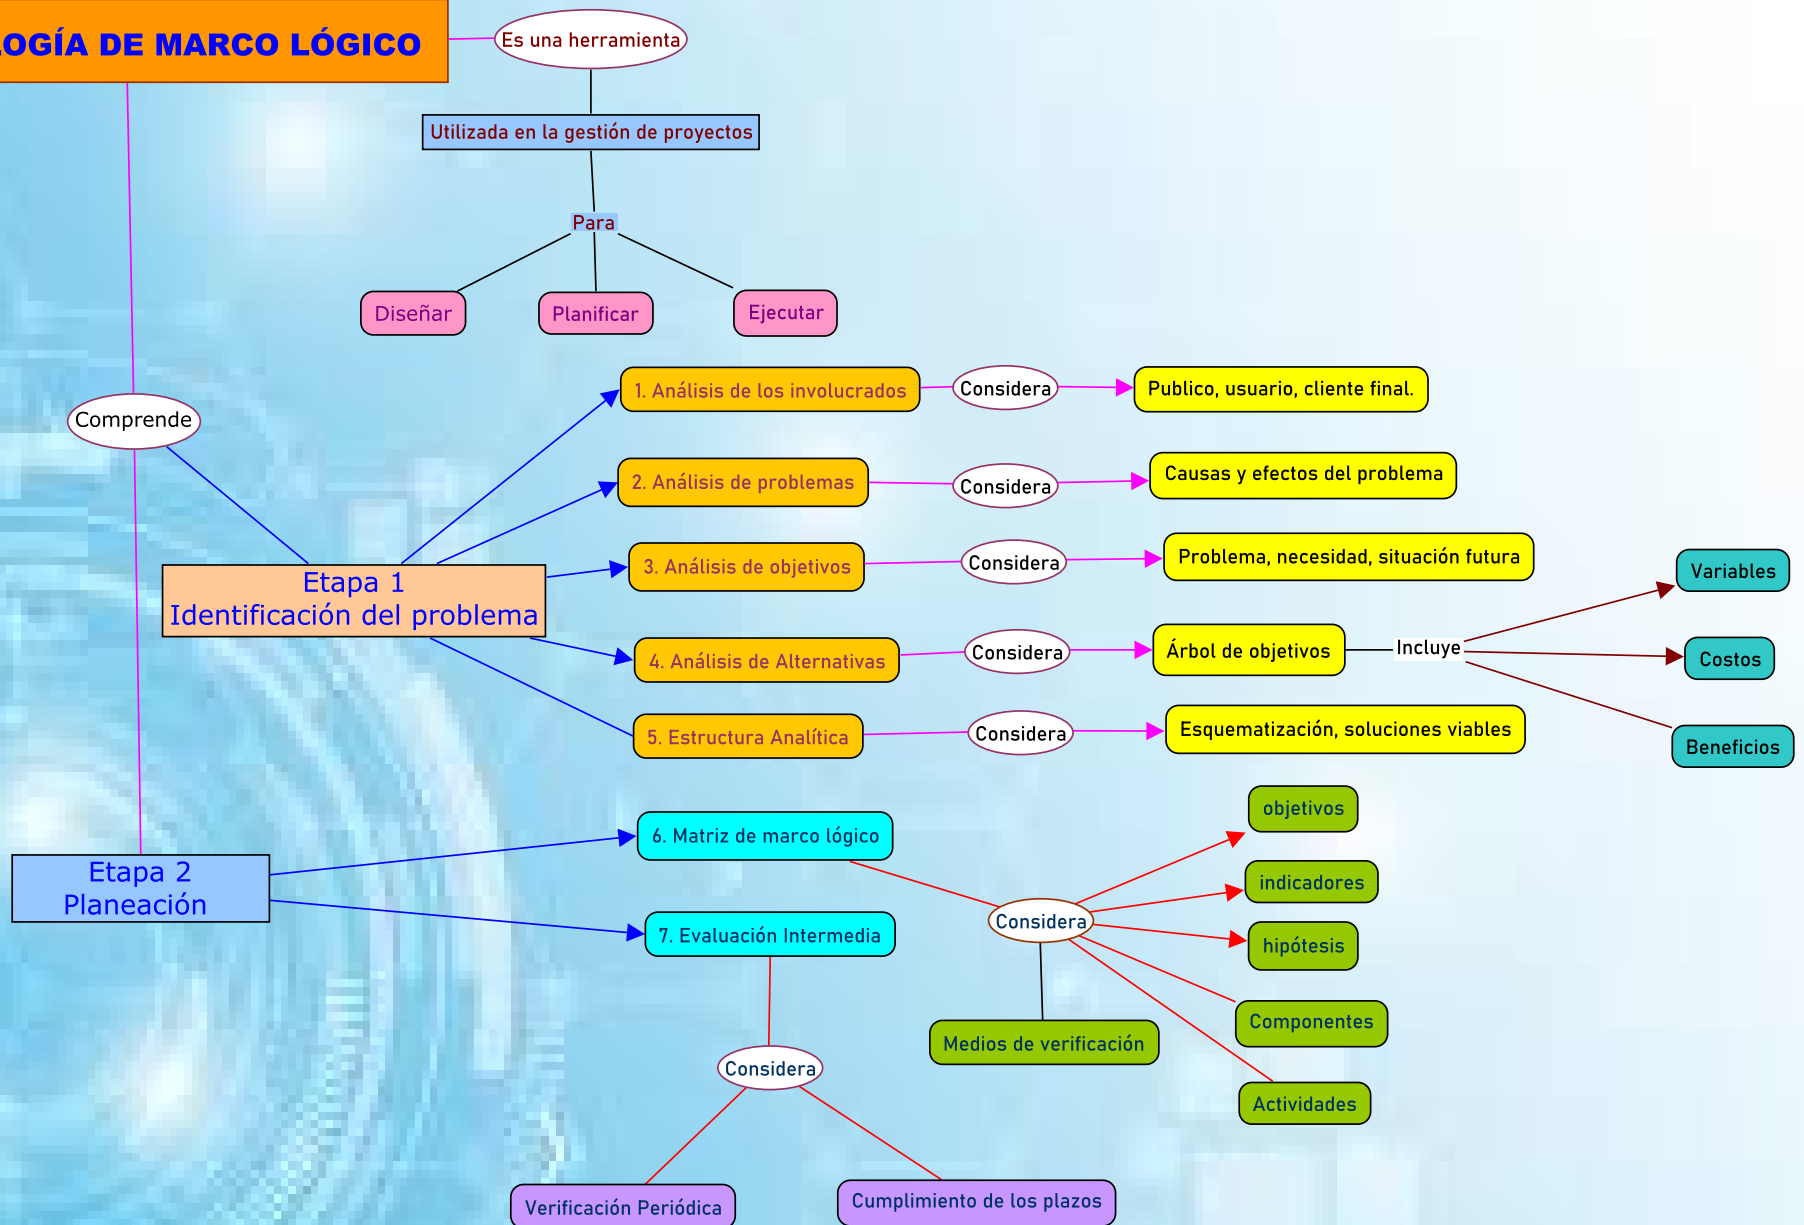 LOGÍA DE MARCO LÓGICO
Es una herramienta
Utilizada en la gestión de proyectos
Para
Diseñar
Planificar
Ejecutar
Comprende
Etapa 1
Identificación del problema
1. Análisis de los involucrados
Considera
Publico, usuario, cliente final.
2. Análisis de problemas
Considera
Causas y efectos del problema
3. Análisis de objetivos
Considera
Problema, necesidad, situación futura
4. Análisis de Alternativas
Considera
Árbol de objetivos
Incluye
Variables
Costos
Beneficios
5. Estructura Analítica
Considera
Esquematización, soluciones viables
Etapa 2
Planeación
6. Matriz de marco lógico
Considera
objetivos
indicadores
hipótesis
Componentes
Actividades
Medios de verificación
7. Evaluación Intermedia
Considera
Verificación Periódica
Cumplimiento de los plazos